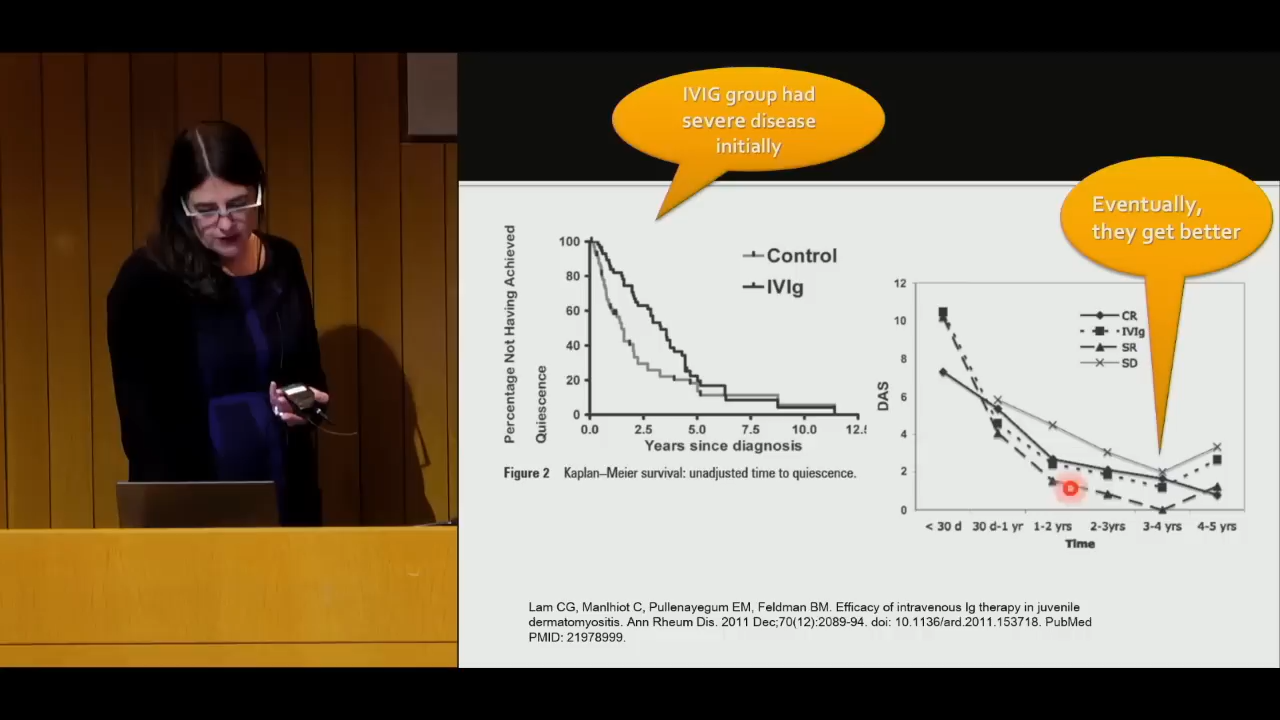 IVIG group had
severe disease
initially
Eventually,
they get better
Percentage Not Having Achieved
Quiescence
100
80
60
40
20
0
0.0 2.5 5.0 7.5 10.0 12.
Years since diagnosis
Control
IVIg
Figure 2 Kaplan–Meier survival: unadjusted time to quiescence.
DAS
12
10
8
6
4
2
0
CR
IVIg
SR
SD
< 30 d 30 d-1 yr 1-2 yrs 2-3yrs 3-4 yrs 4-5 yrs
Time
Lam CG, Manlhiot C, Pullenayegum EM, Feldman BM. Efficacy of intravenous Ig therapy in juvenile
dermatomyositis. Ann Rheum Dis. 2011 Dec;70(12):2089-94. doi: 10.1136/ard.2011.153718. PubMed
PMID: 21978999.